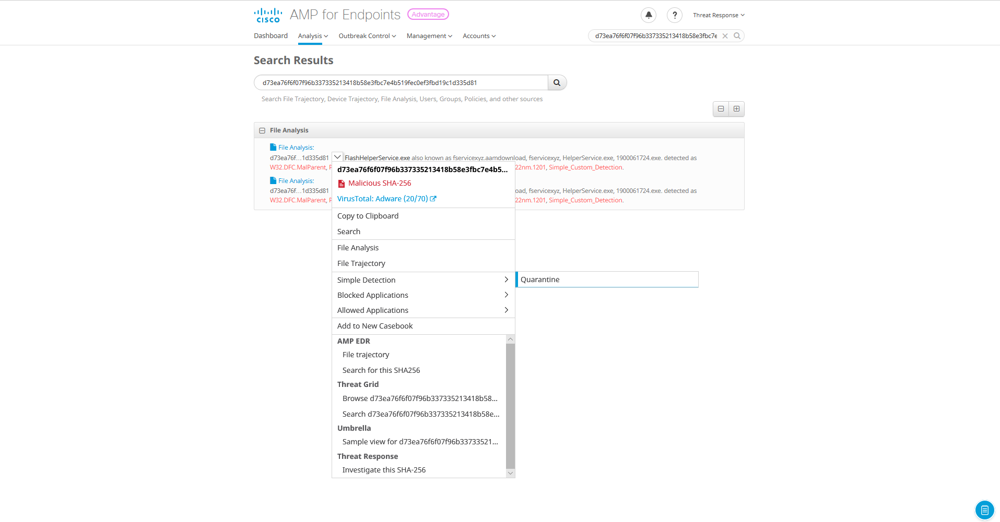 cisco AMP for Endpoints Advantage
? Threat Response
Dashboard Analysis Outbreak Control Management Accounts
d73ea76f6f07f96b337335213418b58e3fbc7e
Search Results
d73ea76f6f07f96b337335213418b58e3fbc7e4b519fec0ef3fbd19c1d335d81
Search File Trajectory, Device Trajectory, File Analysis, Users, Groups, Policies, and other sources
File Analysis
File Analysis:
d73ea76f...1d335d81 FlashHelperService.exe also known as fservicexyz.aamdownload, fservicexyz, HelperService.exe, 1900061724.exe. detected as
W32.DFC.MalParent, 22nm.1201, Simple_Custom_Detection.
File Analysis:
d73ea76f...1d335d81 oad, fservicexyz, HelperService.exe, 1900061724.exe. detected as
W32.DFC.MalParent, 22nm.1201, Simple_Custom_Detection.
d73ea76f6f07f96b337335213418b58e3fbc7e4b5...
Malicious SHA-256
VirusTotal: Adware (20/70)
Copy to Clipboard
Search
File Analysis
File Trajectory
Simple Detection
Quarantine
Blocked Applications
Allowed Applications
Add to New Casebook
AMP EDR
File trajectory
Search for this SHA256
Threat Grid
Browse d73ea76f6f07f96b337335213418b58...
Search d73ea76f6f07f96b337335213418b58e...
Umbrella
Sample view for d73ea76f6f07f96b33733521...
Threat Response
Investigate this SHA-256